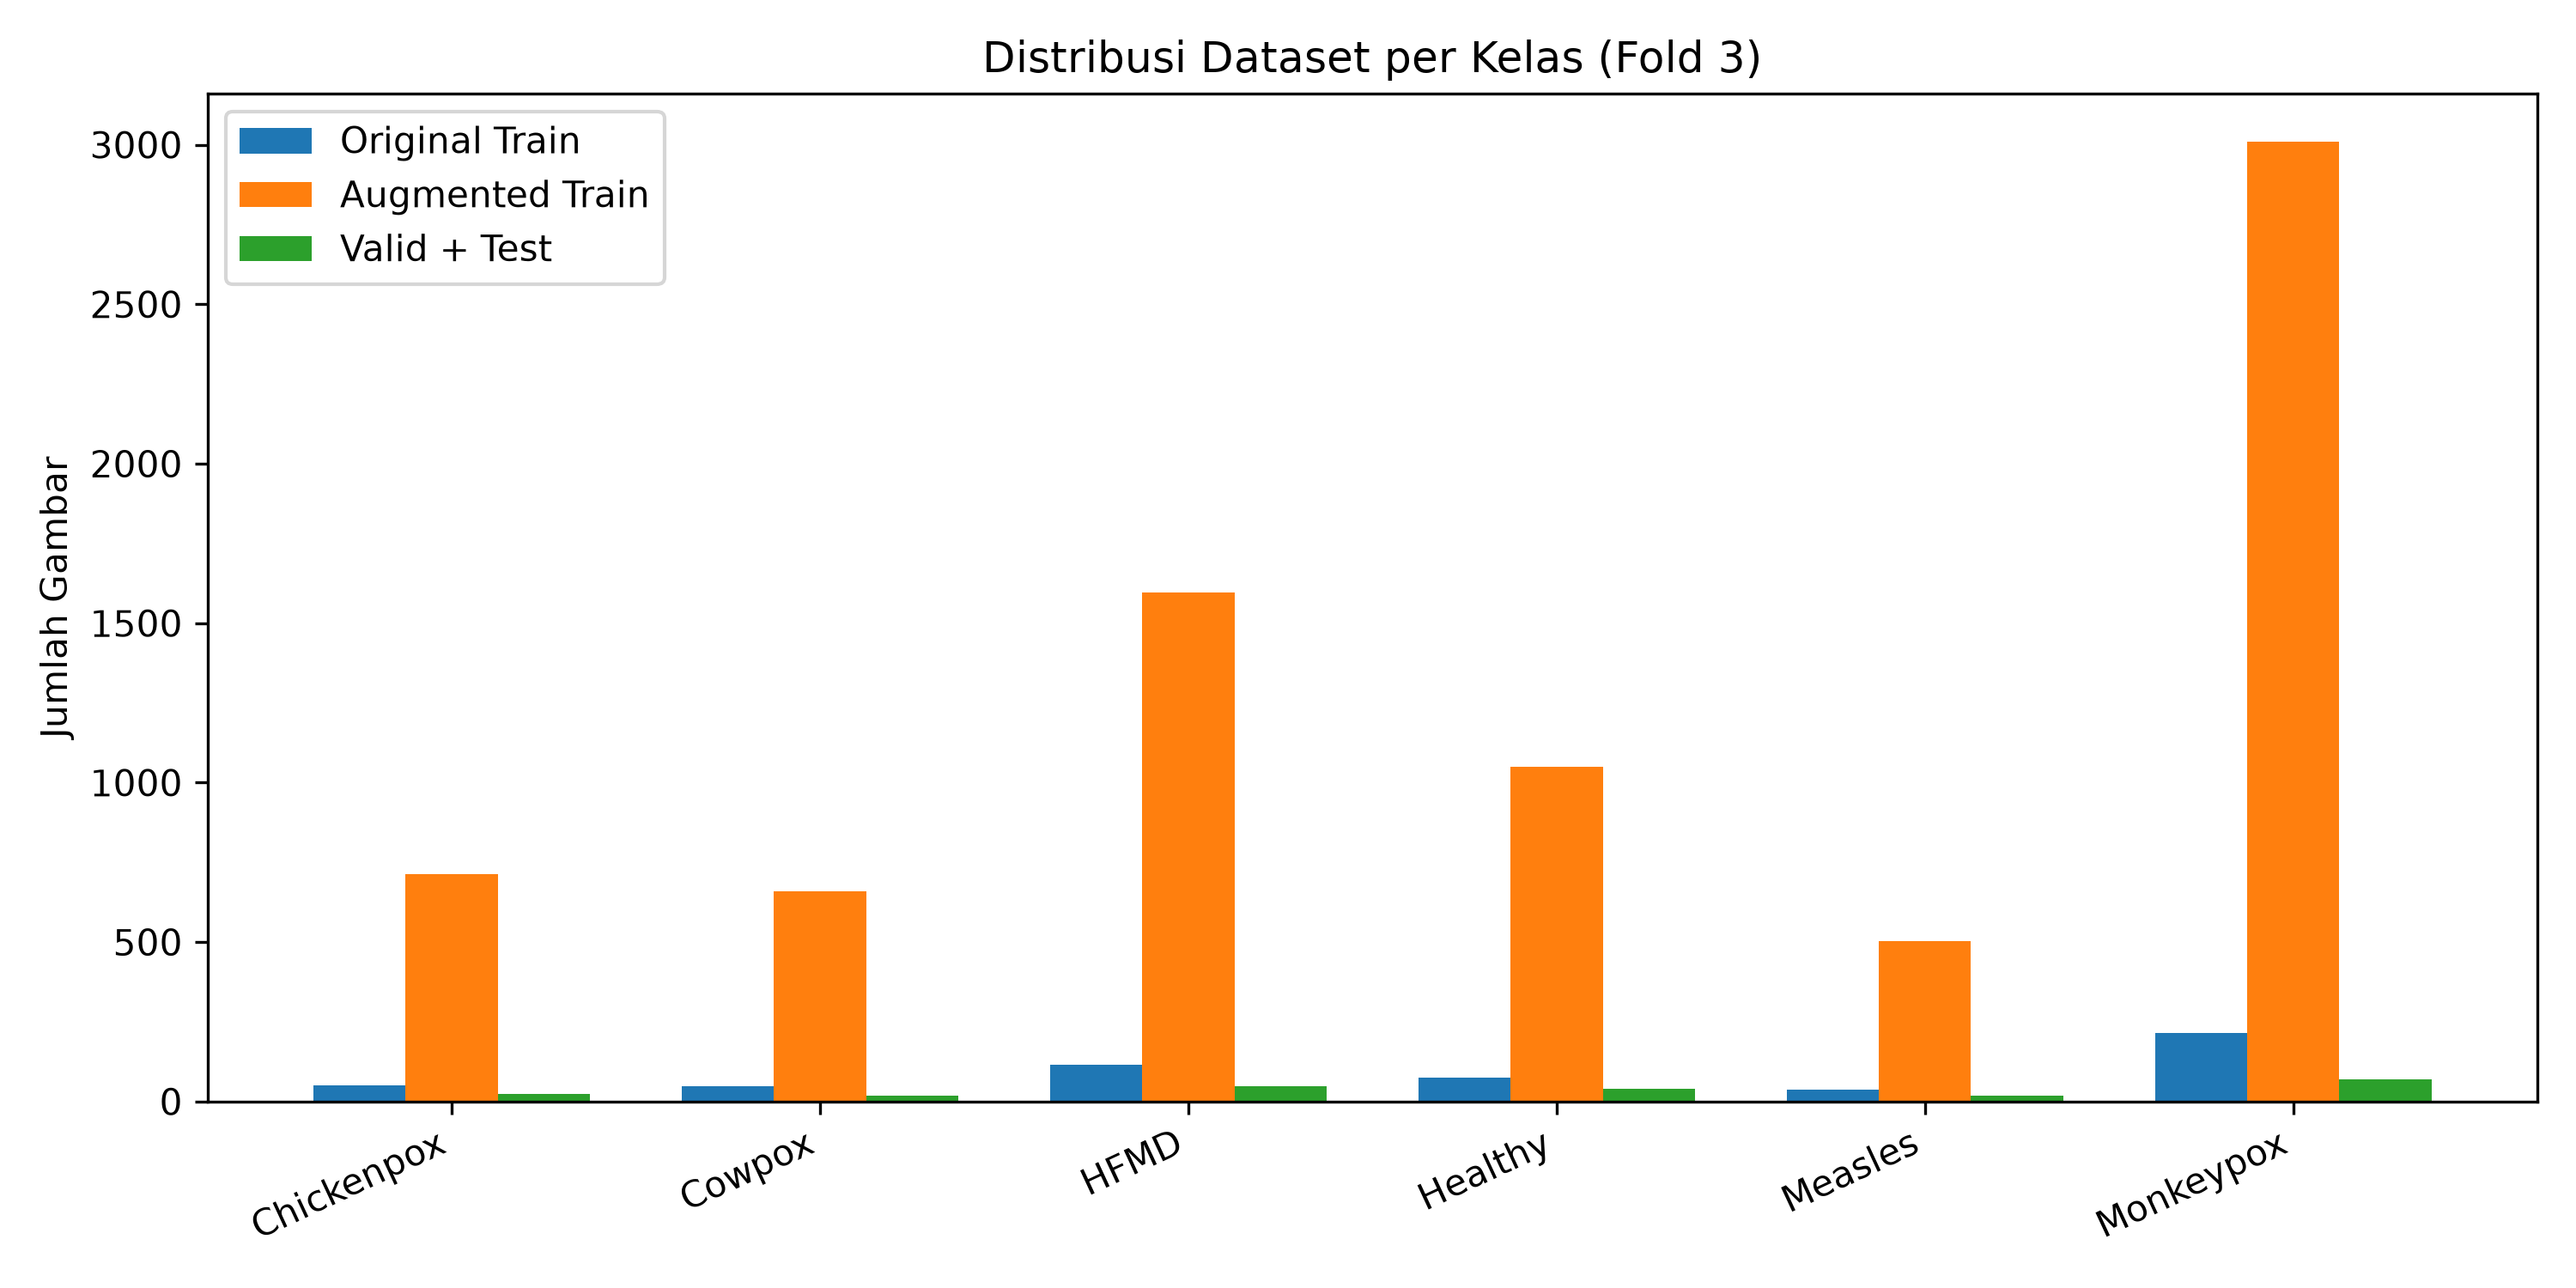 Distribusi Dataset per Kelas (Fold 3)
Original Train
Augmented Train
Valid + Test
Jumlah Gambar
3000
2500
2000
1500
1000
500
0
Chickenpox
Cowpox
HFMD
Healthy
Measles
Monkeypox